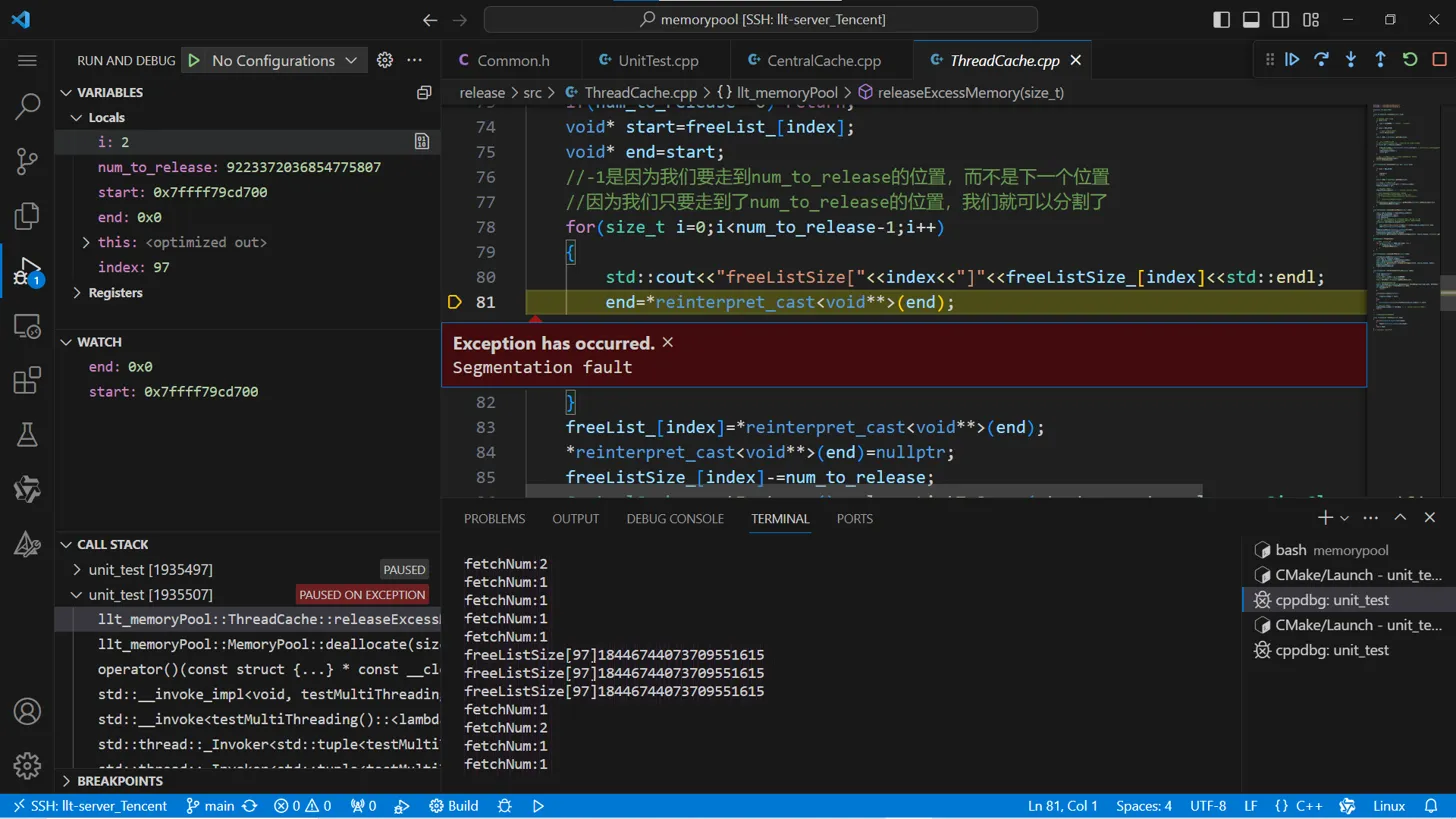 memorypool [SSH: llt-server_Tencent]
RUN AND DEBUG
No Configurations
Common.h
UnitTest.cpp
CentralCache.cpp
ThreadCache.cpp
release > src > ThreadCache.cpp > {} llt_memoryPool > releaseExcessMemory(size_t)
VARIABLES
Locals
i: 2
num_to_release: 9223372036854775807
start: 0x7ffff79cd700
end: 0x0
this: <optimized out>
index: 97
Registers
WATCH
end: 0x0
start: 0x7ffff79cd700
CALL STACK
unit_test [1935497] PAUSED
unit_test [1935507] PAUSED ON EXCEPTION
llt_memoryPool::ThreadCache::releaseExcess
llt_memoryPool::MemoryPool::deallocate(siz
operator()(const struct {...} * const __cl
std::__invoke_impl<void, testMultiThreadin
std::__invoke<testMultiThreading()::<lambd
std::thread::_Invoker<std::tuple<testMulti
std::thread::_Invoker<std::tuple<testMulti
BREAKPOINTS
1
74 void* start=freeList_[index];
75 void* end=start;
76 //-1是因为我们要走到num_to_release的位置，而不是下一个位置
77 //因为我们只要走到了num_to_release的位置，我们就可以分割了
78 for(size_t i=0;i<num_to_release-1;i++)
79 {
80 std::cout<<"freeListSize["<<index<<"]"<<freeListSize_[index]<<std::endl;
81 end=*reinterpret_cast<void**>(end);
Exception has occurred.
Segmentation fault
82 }
83 freeList_[index]=*reinterpret_cast<void**>(end);
84 *reinterpret_cast<void**>(end)=nullptr;
85 freeListSize_[index]-=num_to_release;
PROBLEMS
OUTPUT
DEBUG CONSOLE
TERMINAL
PORTS
fetchNum:2
fetchNum:1
fetchNum:1
fetchNum:1
fetchNum:1
freeListSize[97]18446744073709551615
freeListSize[97]18446744073709551615
freeListSize[97]18446744073709551615
fetchNum:1
fetchNum:2
fetchNum:1
fetchNum:1
bash memorypool
CMake/Launch - unit_te...
cppdbg: unit_test
CMake/Launch - unit_te...
cppdbg: unit_test
SSH: llt-server_Tencent
main
0
0
0
Build
Ln 81, Col 1
Spaces: 4
UTF-8
LF
{} C++
Linux